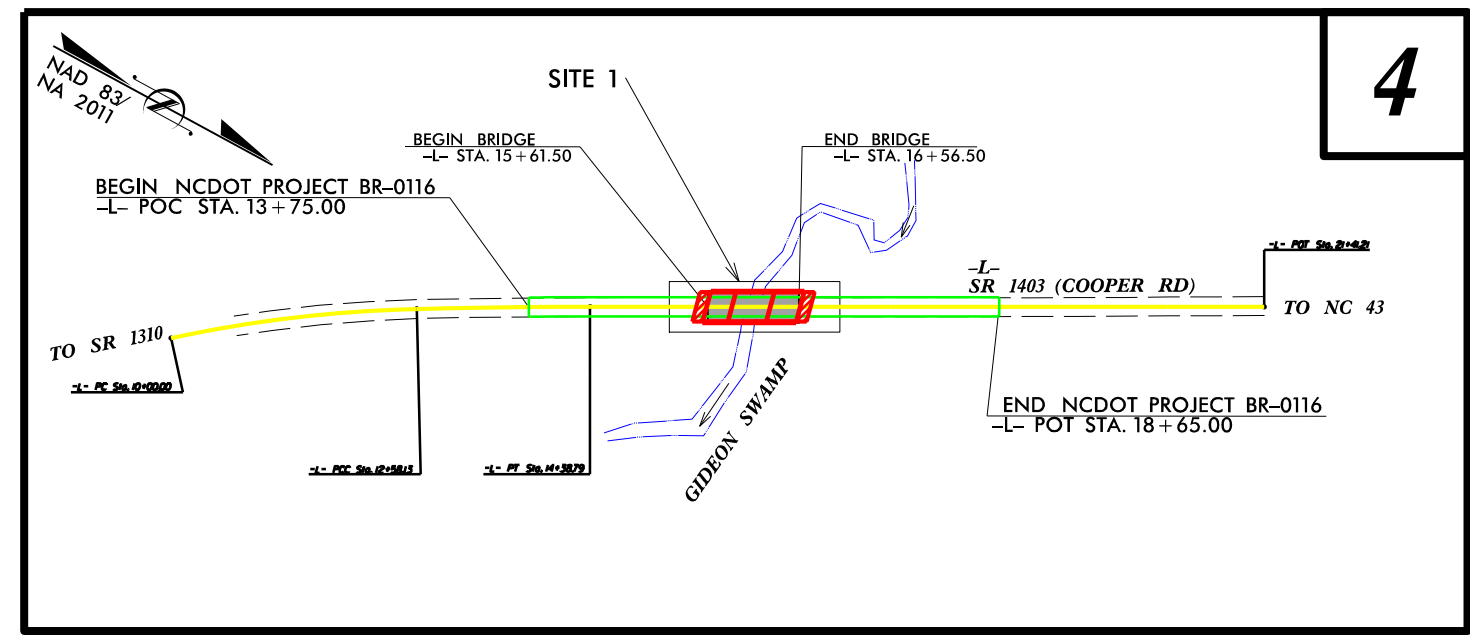 4
NAD 83/
NA 2011
SITE 1
BEGIN BRIDGE
-L- STA. 15+61.50
END BRIDGE
-L- STA. 16+56.50
BEGIN NCDOT PROJECT BR-0116
-L- POC STA. 13+75.00
-L- POT Sta. 21+41.21
-L-
SR 1403 (COOPER RD)
TO NC 43
TO SR 1310
-L- PC Sta. 10+00.00
END NCDOT PROJECT BR-0116
-L- POT STA. 18+65.00
GIDEON SWAMP
-L- PCC Sta. 12+58.13
-L- PT Sta. 14+38.79